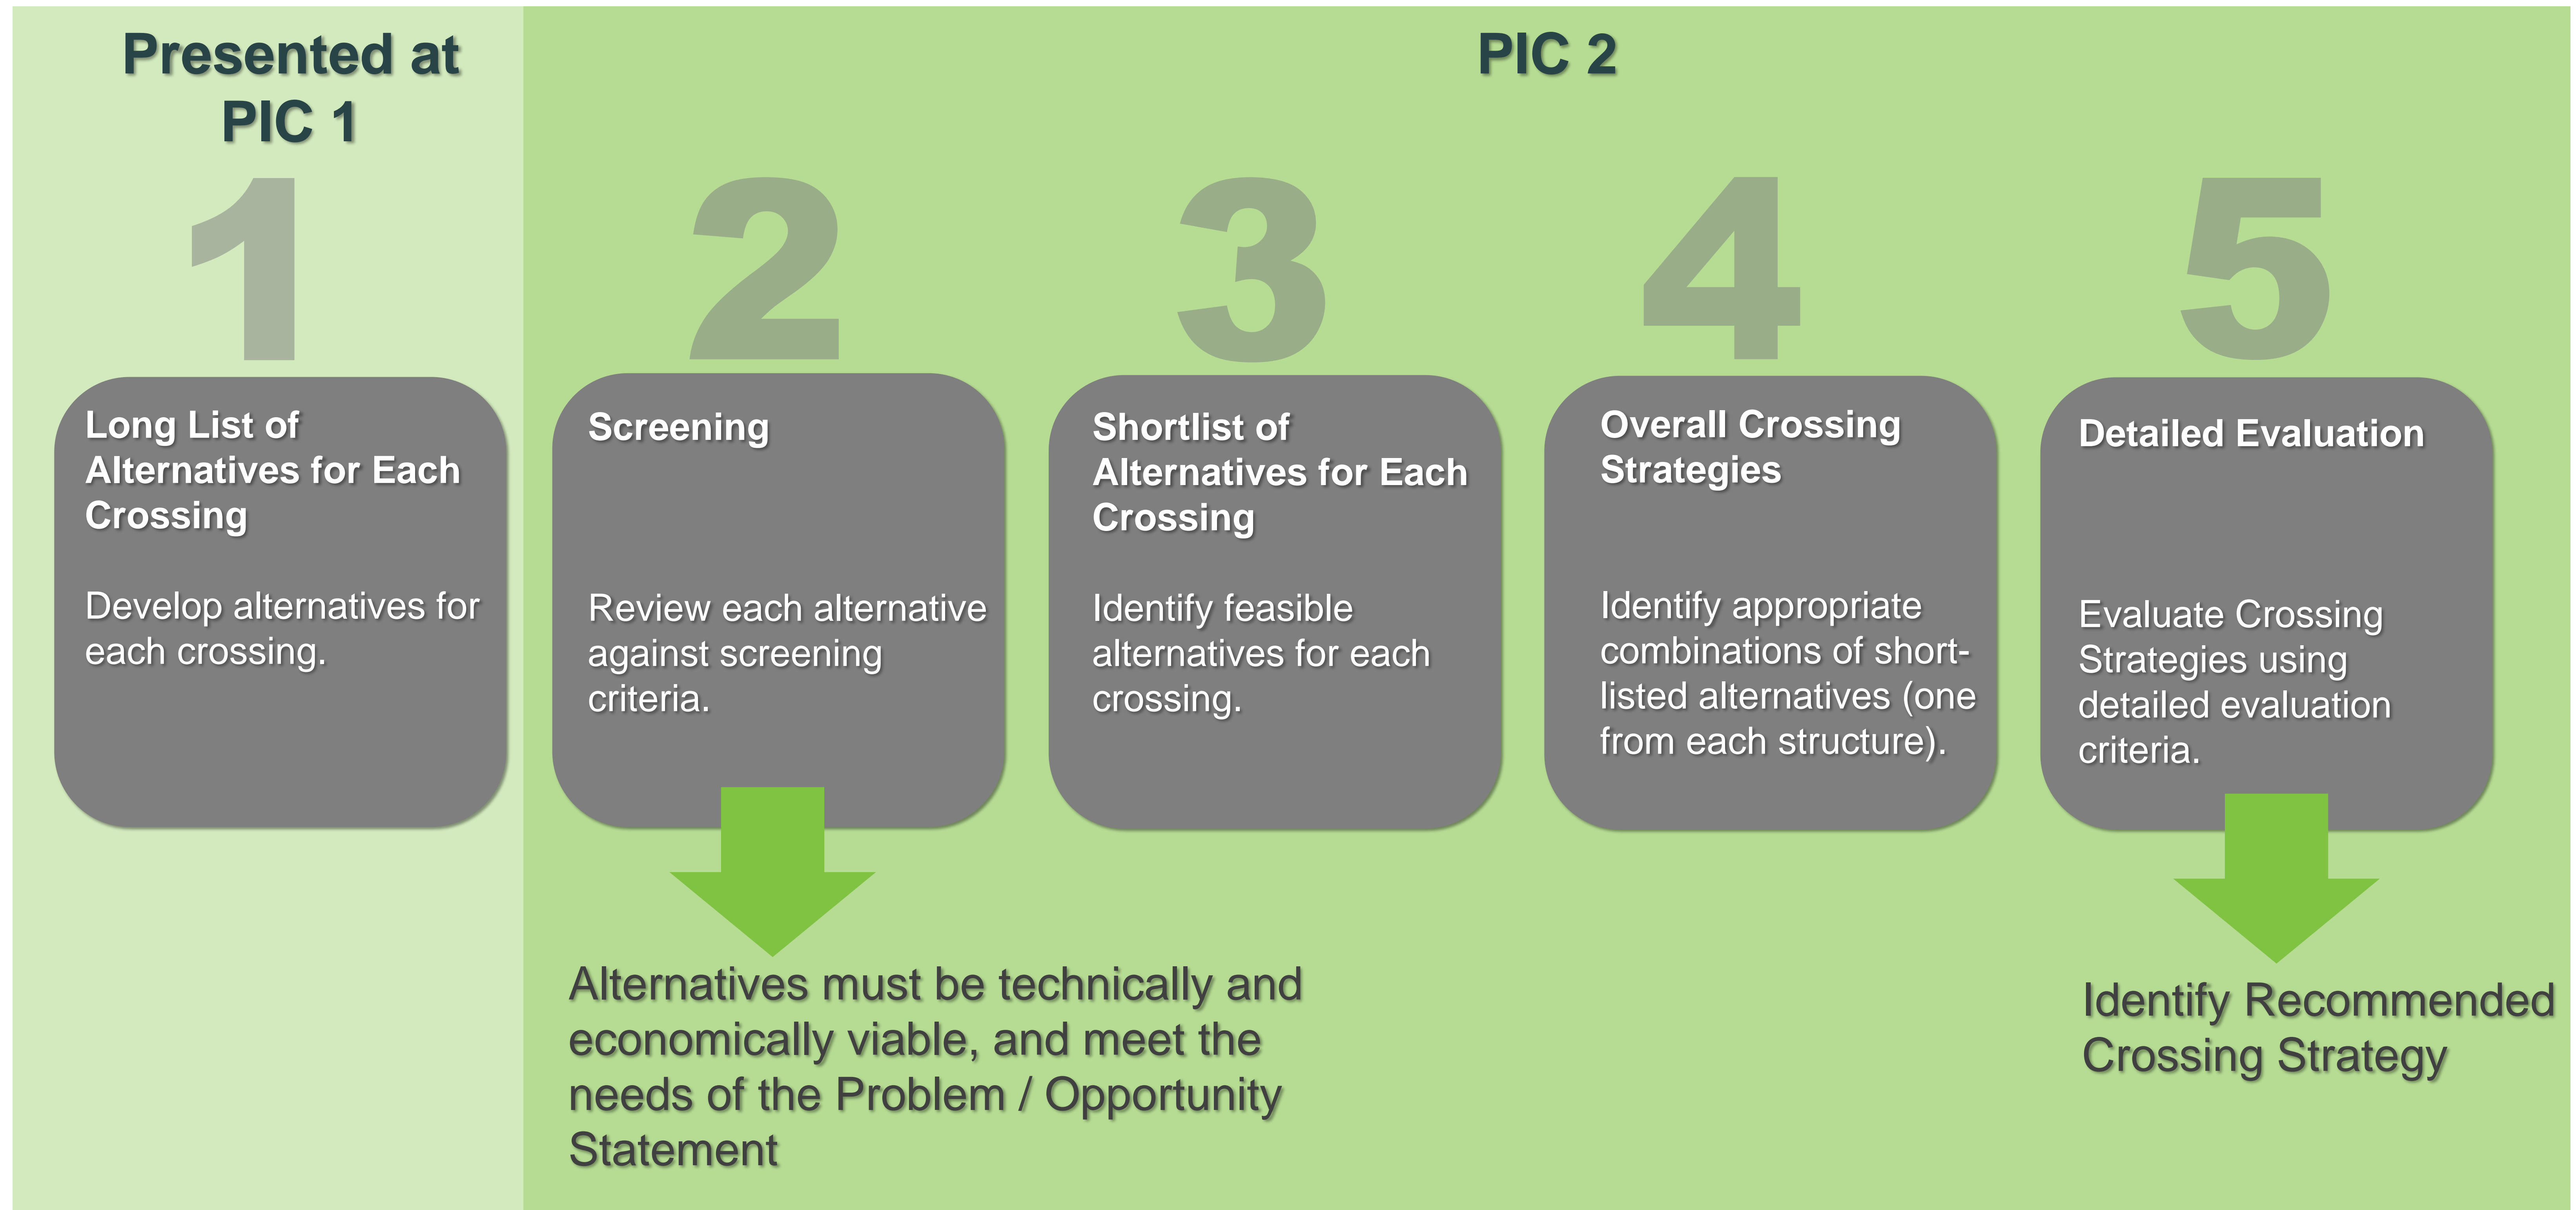 Presented at
PIC 1
PIC 2
1
2
3
4
5
Long List of
Alternatives for Each
Crossing
Develop alternatives for
each crossing.
Screening
Review each alternative
against screening
criteria.
Shortlist of
Alternatives for Each
Crossing
Identify feasible
alternatives for each
crossing.
Overall Crossing
Strategies
Identify appropriate
combinations of short-
listed alternatives (one
from each structure).
Detailed Evaluation
Evaluate Crossing
Strategies using
detailed evaluation
criteria.
Alternatives must be technically and
economically viable, and meet the
needs of the Problem / Opportunity
Statement
Identify Recommended
Crossing Strategy